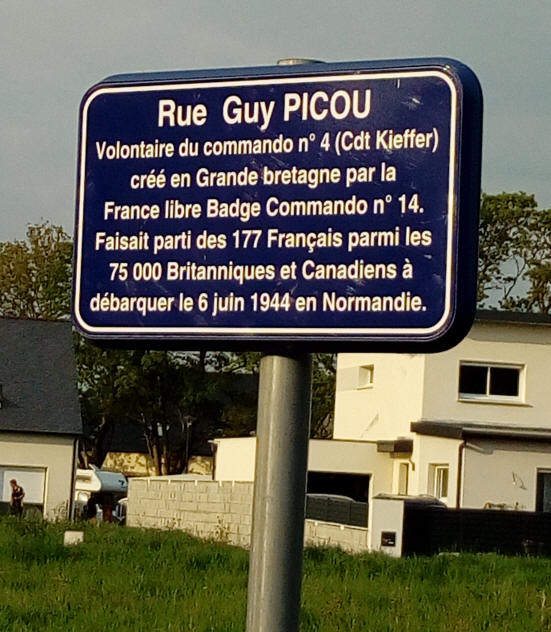 Rue Guy PICOU
Volontaire du commando n° 4 (Cdt Kieffer)
créé en Grande bretagne par la
France libre Badge Commando n° 14.
Faisait parti des 177 Français parmi les
75 000 Britanniques et Canadiens à
débarquer le 6 juin 1944 en Normandie.